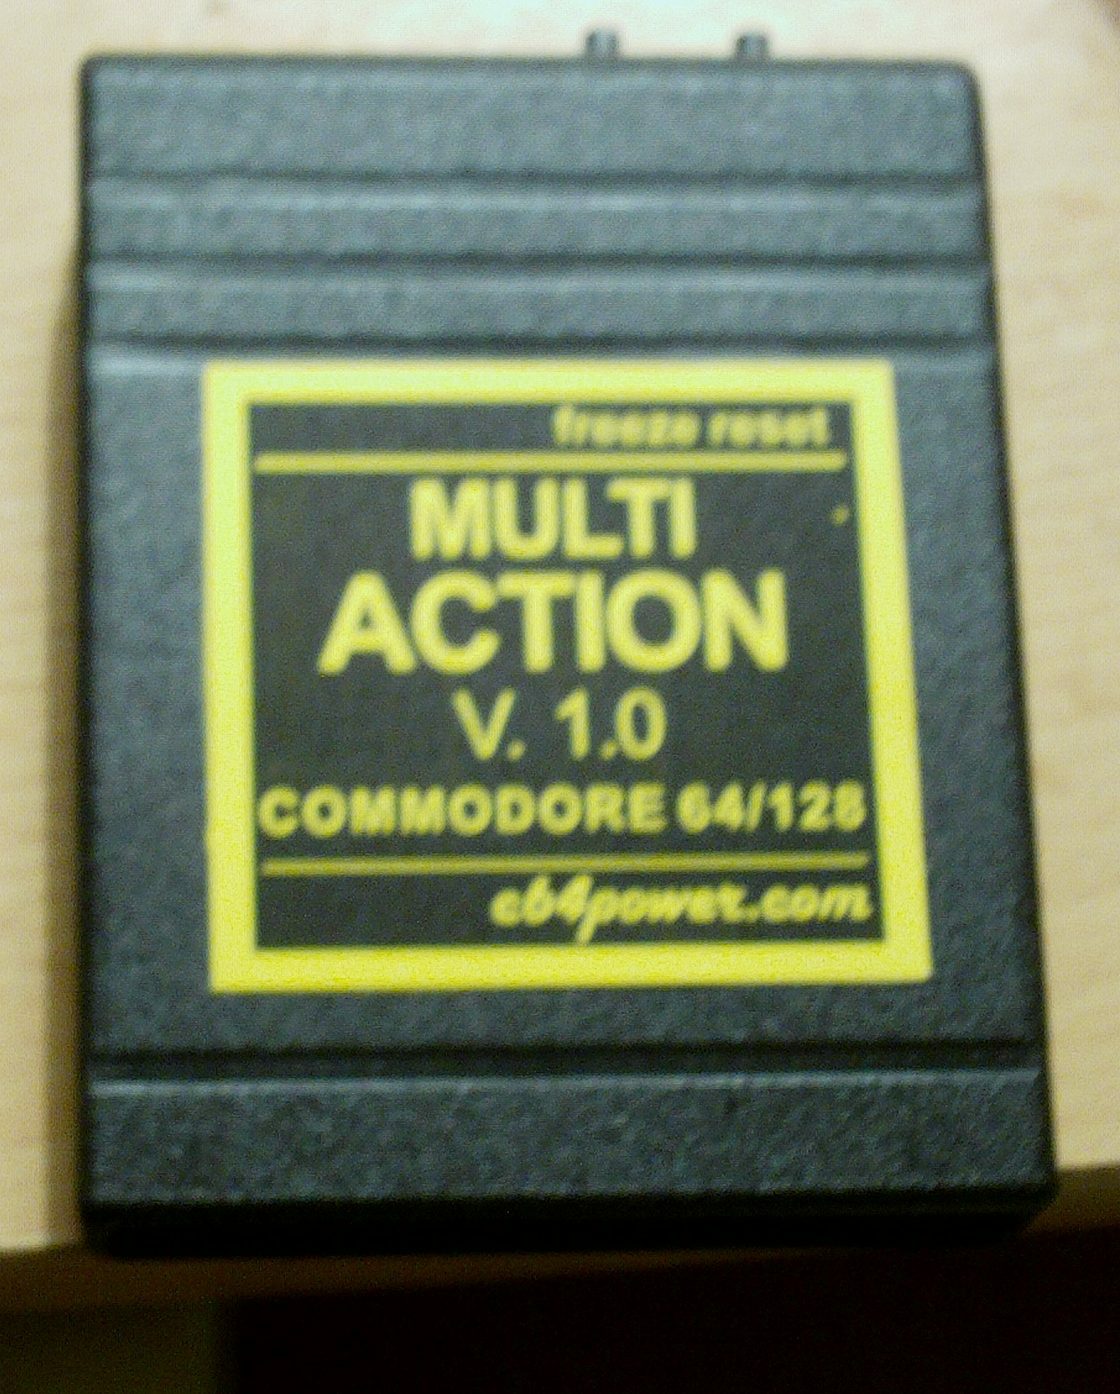 freeze reset
MULTI
ACTION
V. 1.0
COMMODORE 64/128
cb4power.com